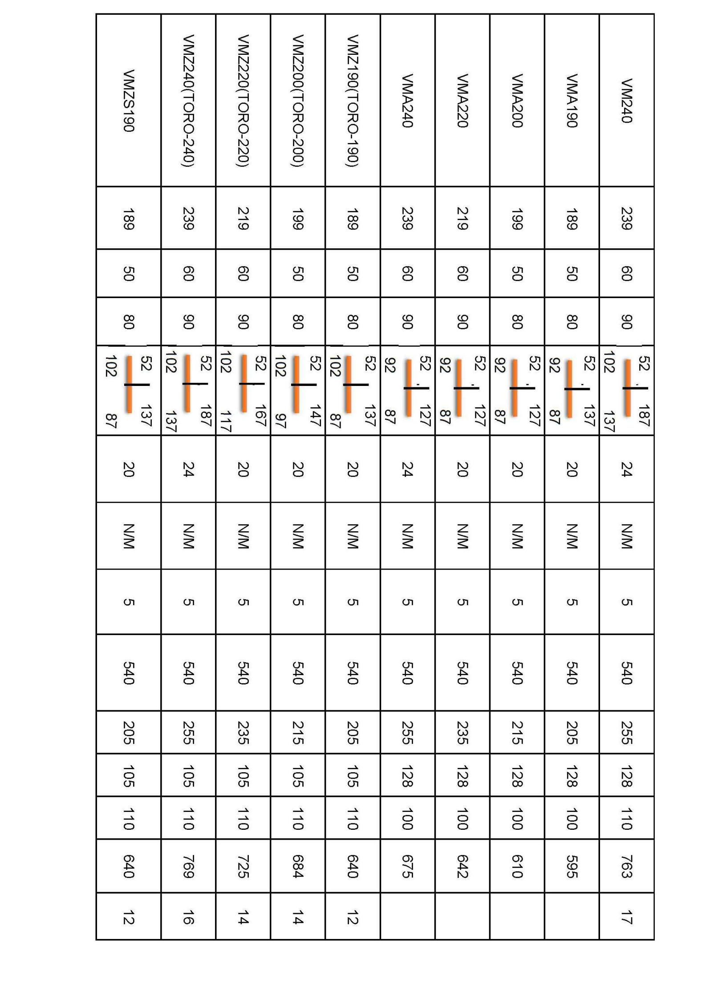 VM240 239 60 90 52 187 102 137 24 N/M 5 540 255 128 110 763 17
VMA190 189 50 80 52 137 92 87 20 N/M 5 540 205 128 100 595
VMA200 199 50 80 52 127 92 87 20 N/M 5 540 215 128 100 610
VMA220 219 60 90 52 127 92 87 20 N/M 5 540 235 128 100 642
VMA240 239 60 90 52 127 92 87 24 N/M 5 540 255 128 100 675
VMZ190(TORO-190) 189 50 80 52 137 102 87 20 N/M 5 540 205 105 110 640 12
VMZ200(TORO-200) 199 50 80 52 147 102 97 20 N/M 5 540 215 105 110 684 14
VMZ220(TORO-220) 219 60 90 52 167 102 117 20 N/M 5 540 235 105 110 725 14
VMZ240(TORO-240) 239 60 90 52 187 102 137 24 N/M 5 540 255 105 110 769 16
VMZS190 189 50 80 52 137 102 87 20 N/M 5 540 205 105 110 640 12